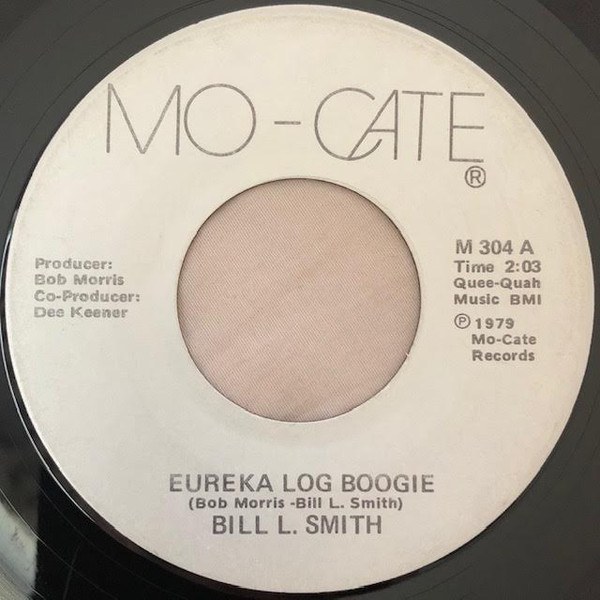 MO-CATE
®
Producer:
Bob Morris
Co-Producer:
Dee Keener
M 304 A
Time 2:03
Quee-Quah
Music BMI
℗ 1979
Mo-Cate
Records
EUREKA LOG BOOGIE
(Bob Morris -Bill L. Smith)
BILL L. SMITH